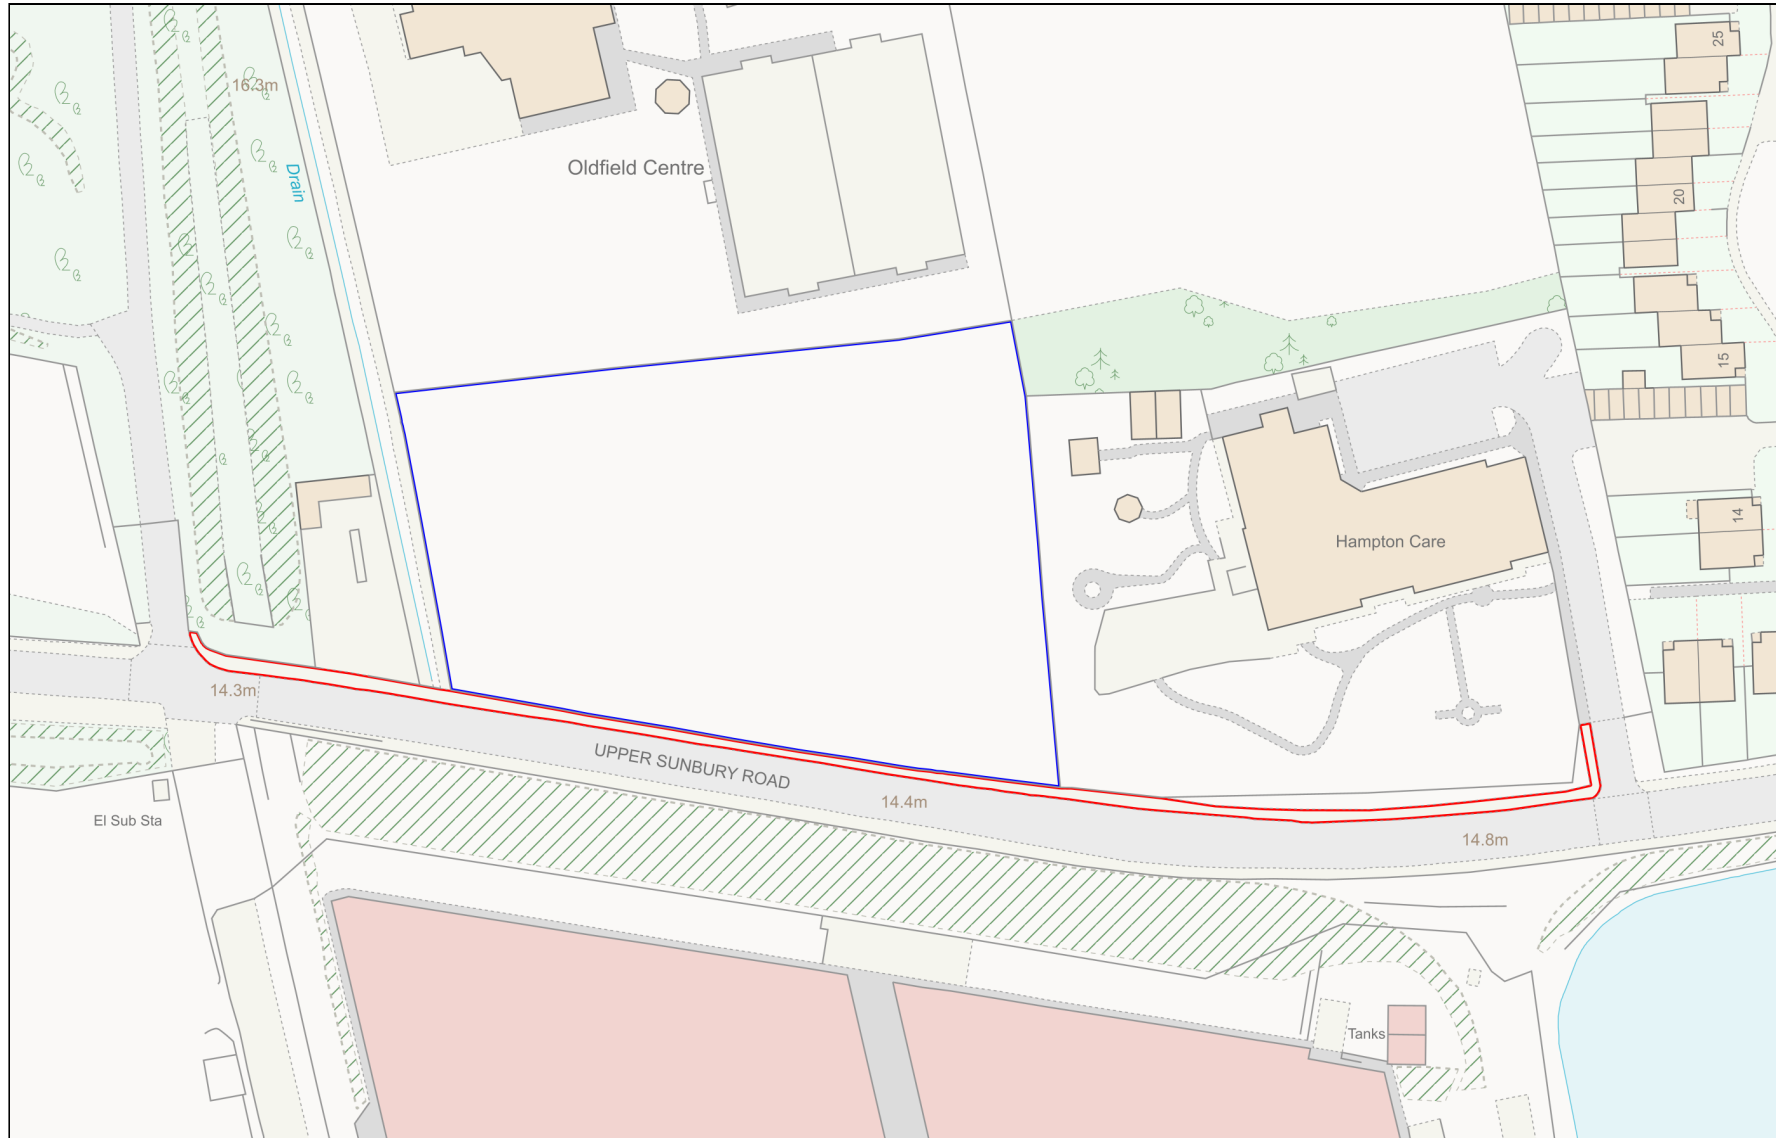 25
16.3m
Oldfield Centre
Drain
20
15
14
Hampton Care
14.3m
UPPER SUNBURY ROAD
14.4m
El Sub Sta
14.8m
Tanks